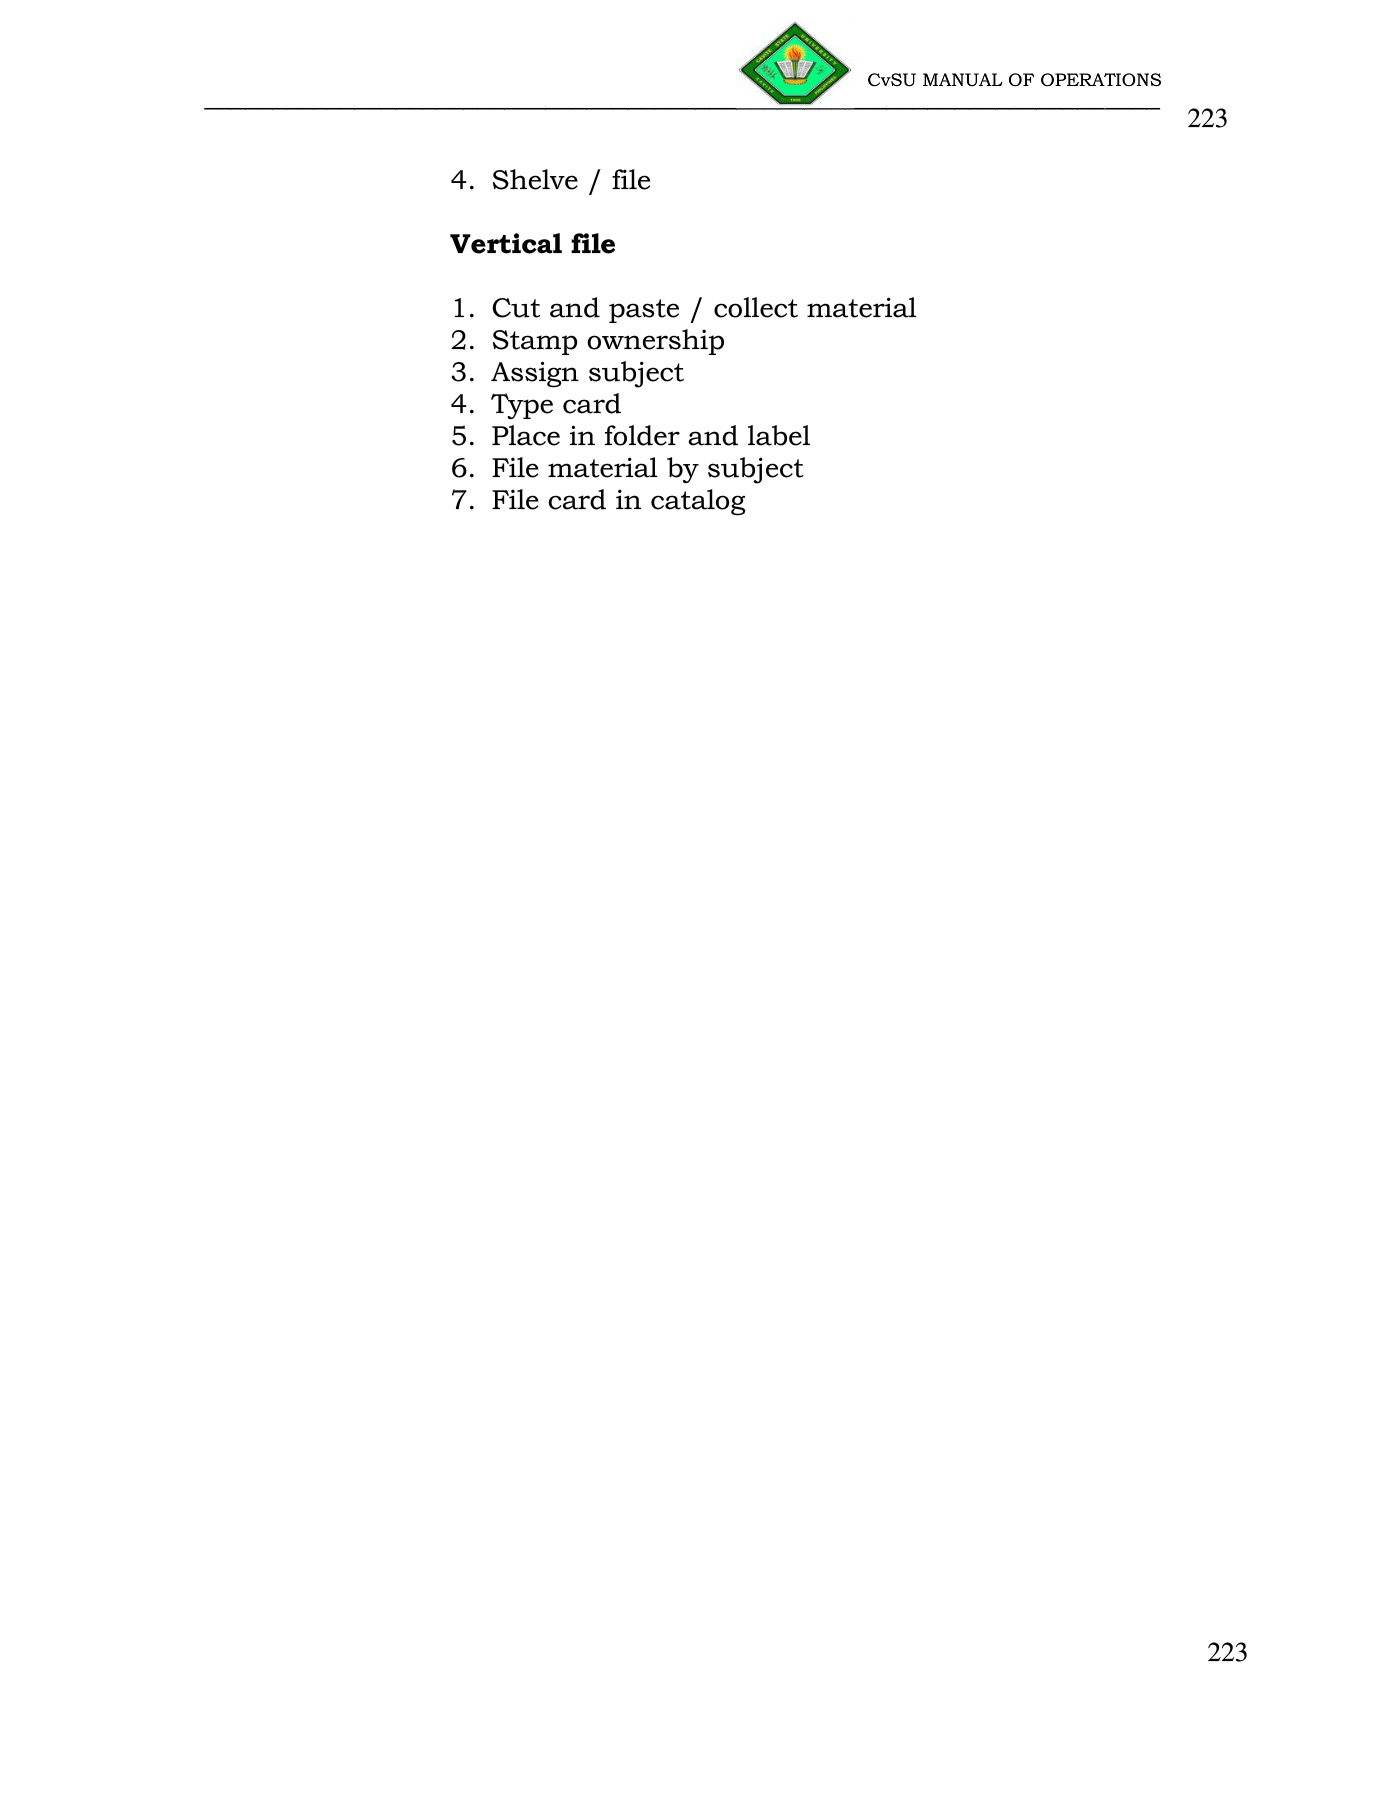 CvSU MANUAL OF OPERATIONS
223
4. Shelve / file
Vertical file
1. Cut and paste / collect material
2. Stamp ownership
3. Assign subject
4. Type card
5. Place in folder and label
6. File material by subject
7. File card in catalog
223